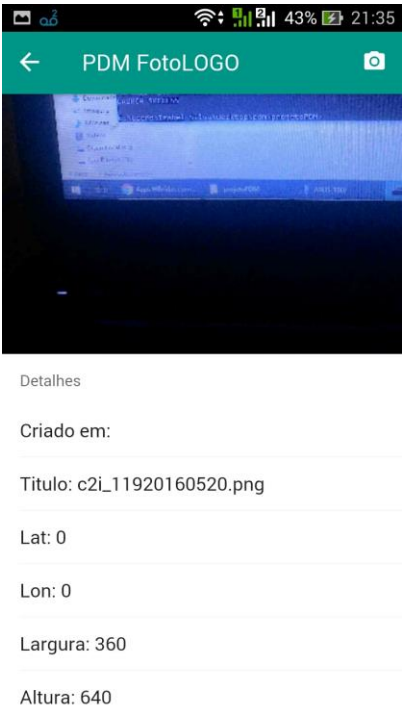 43% 21:35
PDM FotoLOGO
Detalhes
Criado em:
Titulo: c2i_11920160520.png
Lat: 0
Lon: 0
Largura: 360
Altura: 640